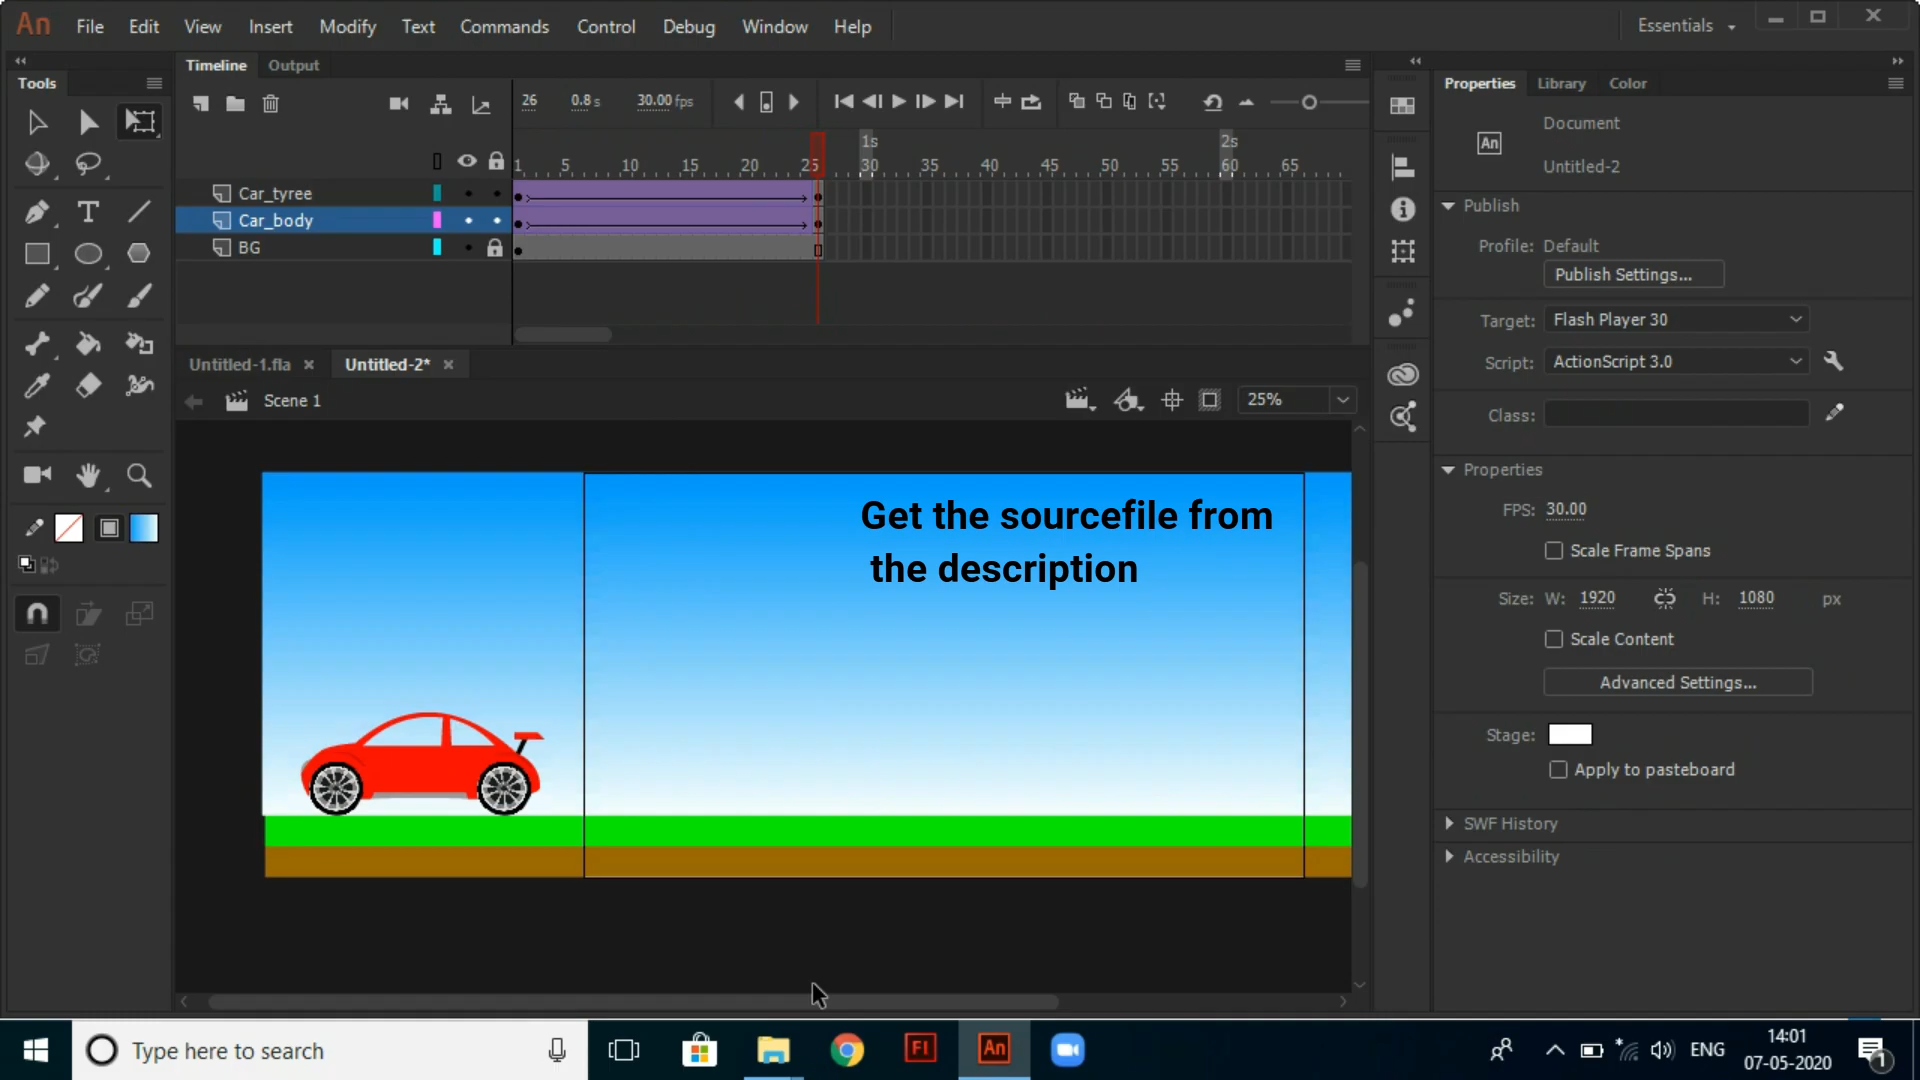 An File Edit View Insert Modify Text Commands Control Debug Window Help Essentials
Tools
Timeline Output
Properties Library Color
26 0.8 s 30.00 fps
1s 2s
1 5 10 15 20 25 30 35 40 45 50 55 60 65
Car_tyree
Car_body
BG
Untitled-1.fla × Untitled-2* ×
Scene 1
25%
Get the sourcefile from
the description
An
Document
Untitled-2
Publish
Profile: Default
Publish Settings...
Target: Flash Player 30
Script: ActionScript 3.0
Class:
Properties
FPS: 30.00
Scale Frame Spans
Size: W: 1920 H: 1080 px
Scale Content
Advanced Settings...
Stage:
Apply to pasteboard
SWF History
Accessibility
Type here to search
Fl
An
ENG
14:01
07-05-2020
1